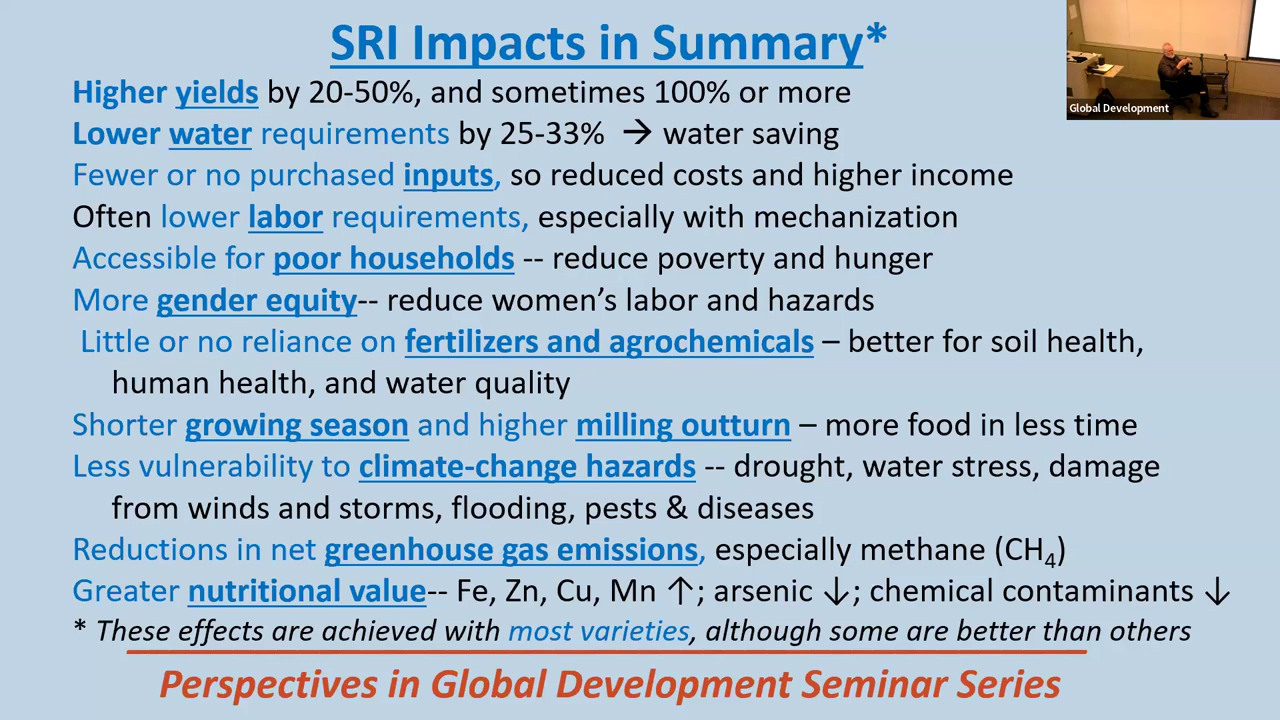 SRI Impacts in Summary*
Global Development
Higher yields by 20-50%, and sometimes 100% or more
Lower water requirements by 25-33% → water saving
Fewer or no purchased inputs, so reduced costs and higher income
Often lower labor requirements, especially with mechanization
Accessible for poor households -- reduce poverty and hunger
More gender equity-- reduce women’s labor and hazards
Little or no reliance on fertilizers and agrochemicals – better for soil health,
human health, and water quality
Shorter growing season and higher milling outturn – more food in less time
Less vulnerability to climate-change hazards -- drought, water stress, damage
from winds and storms, flooding, pests & diseases
Reductions in net greenhouse gas emissions, especially methane (CH₄)
Greater nutritional value-- Fe, Zn, Cu, Mn ↑; arsenic ↓; chemical contaminants ↓
* These effects are achieved with most varieties, although some are better than others
Perspectives in Global Development Seminar Series